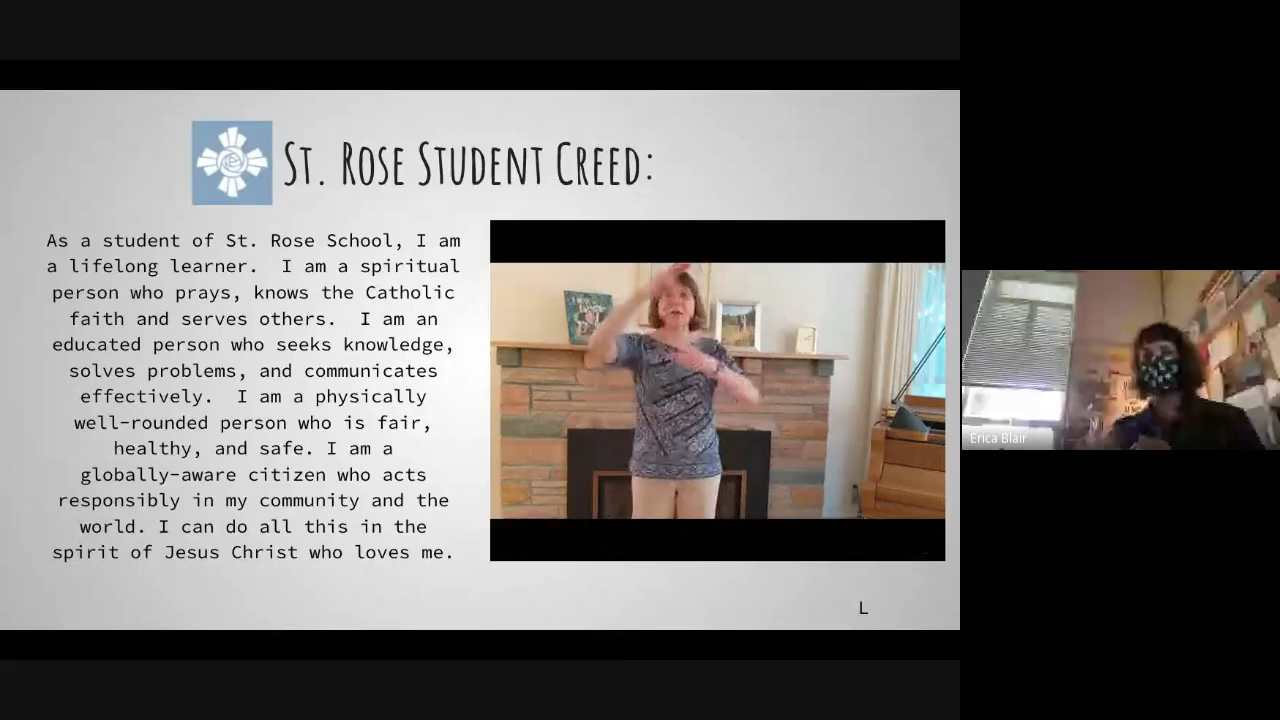 St. Rose Student Creed:
As a student of St. Rose School, I am
a lifelong learner.  I am a spiritual
person who prays, knows the Catholic
faith and serves others.  I am an
educated person who seeks knowledge,
solves problems, and communicates
effectively.  I am a physically
well-rounded person who is fair,
healthy, and safe. I am a
globally-aware citizen who acts
responsibly in my community and the
world. I can do all this in the
spirit of Jesus Christ who loves me.
L
Erica Blair